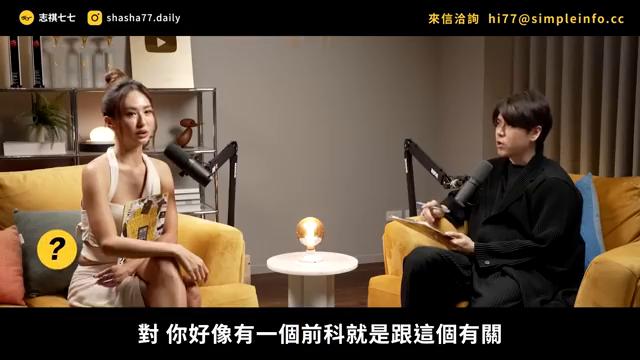 志祺七七
shasha77.daily
來信洽詢 hi77@simpleinfo.cc
?
對 你好像有一個前科就是跟這個有關